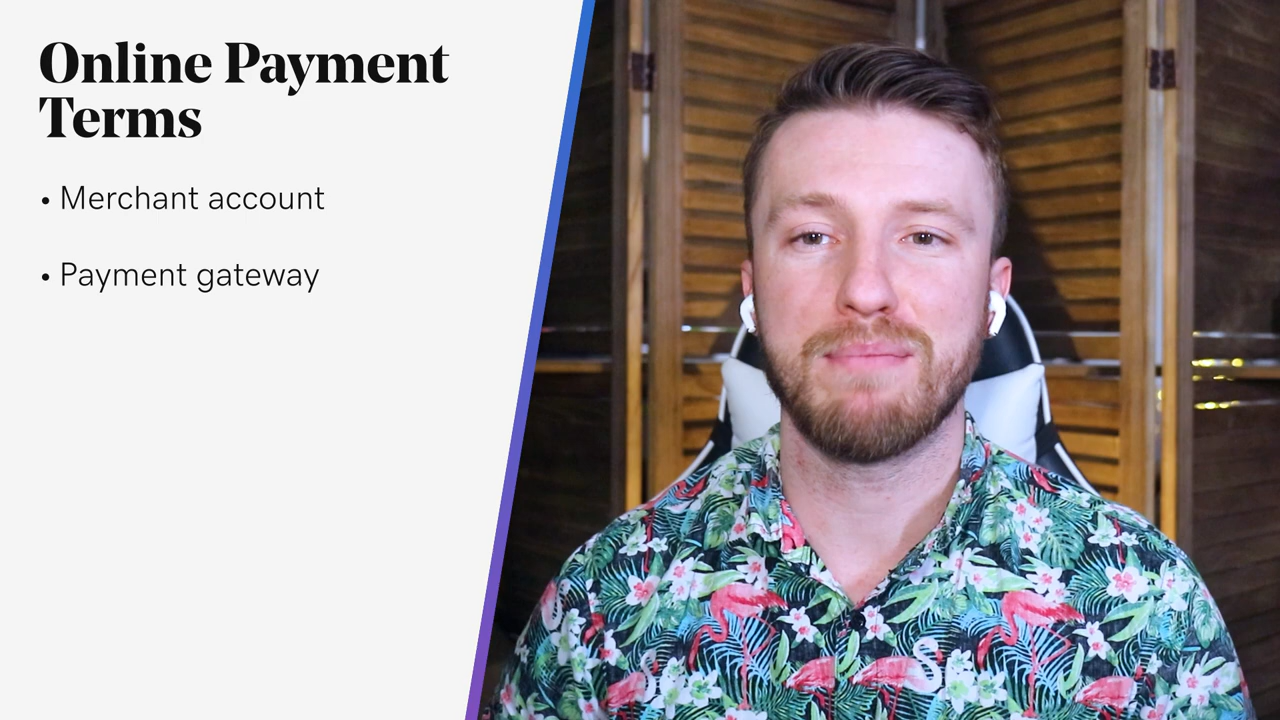 Online Payment
Terms
• Merchant account
• Payment gateway